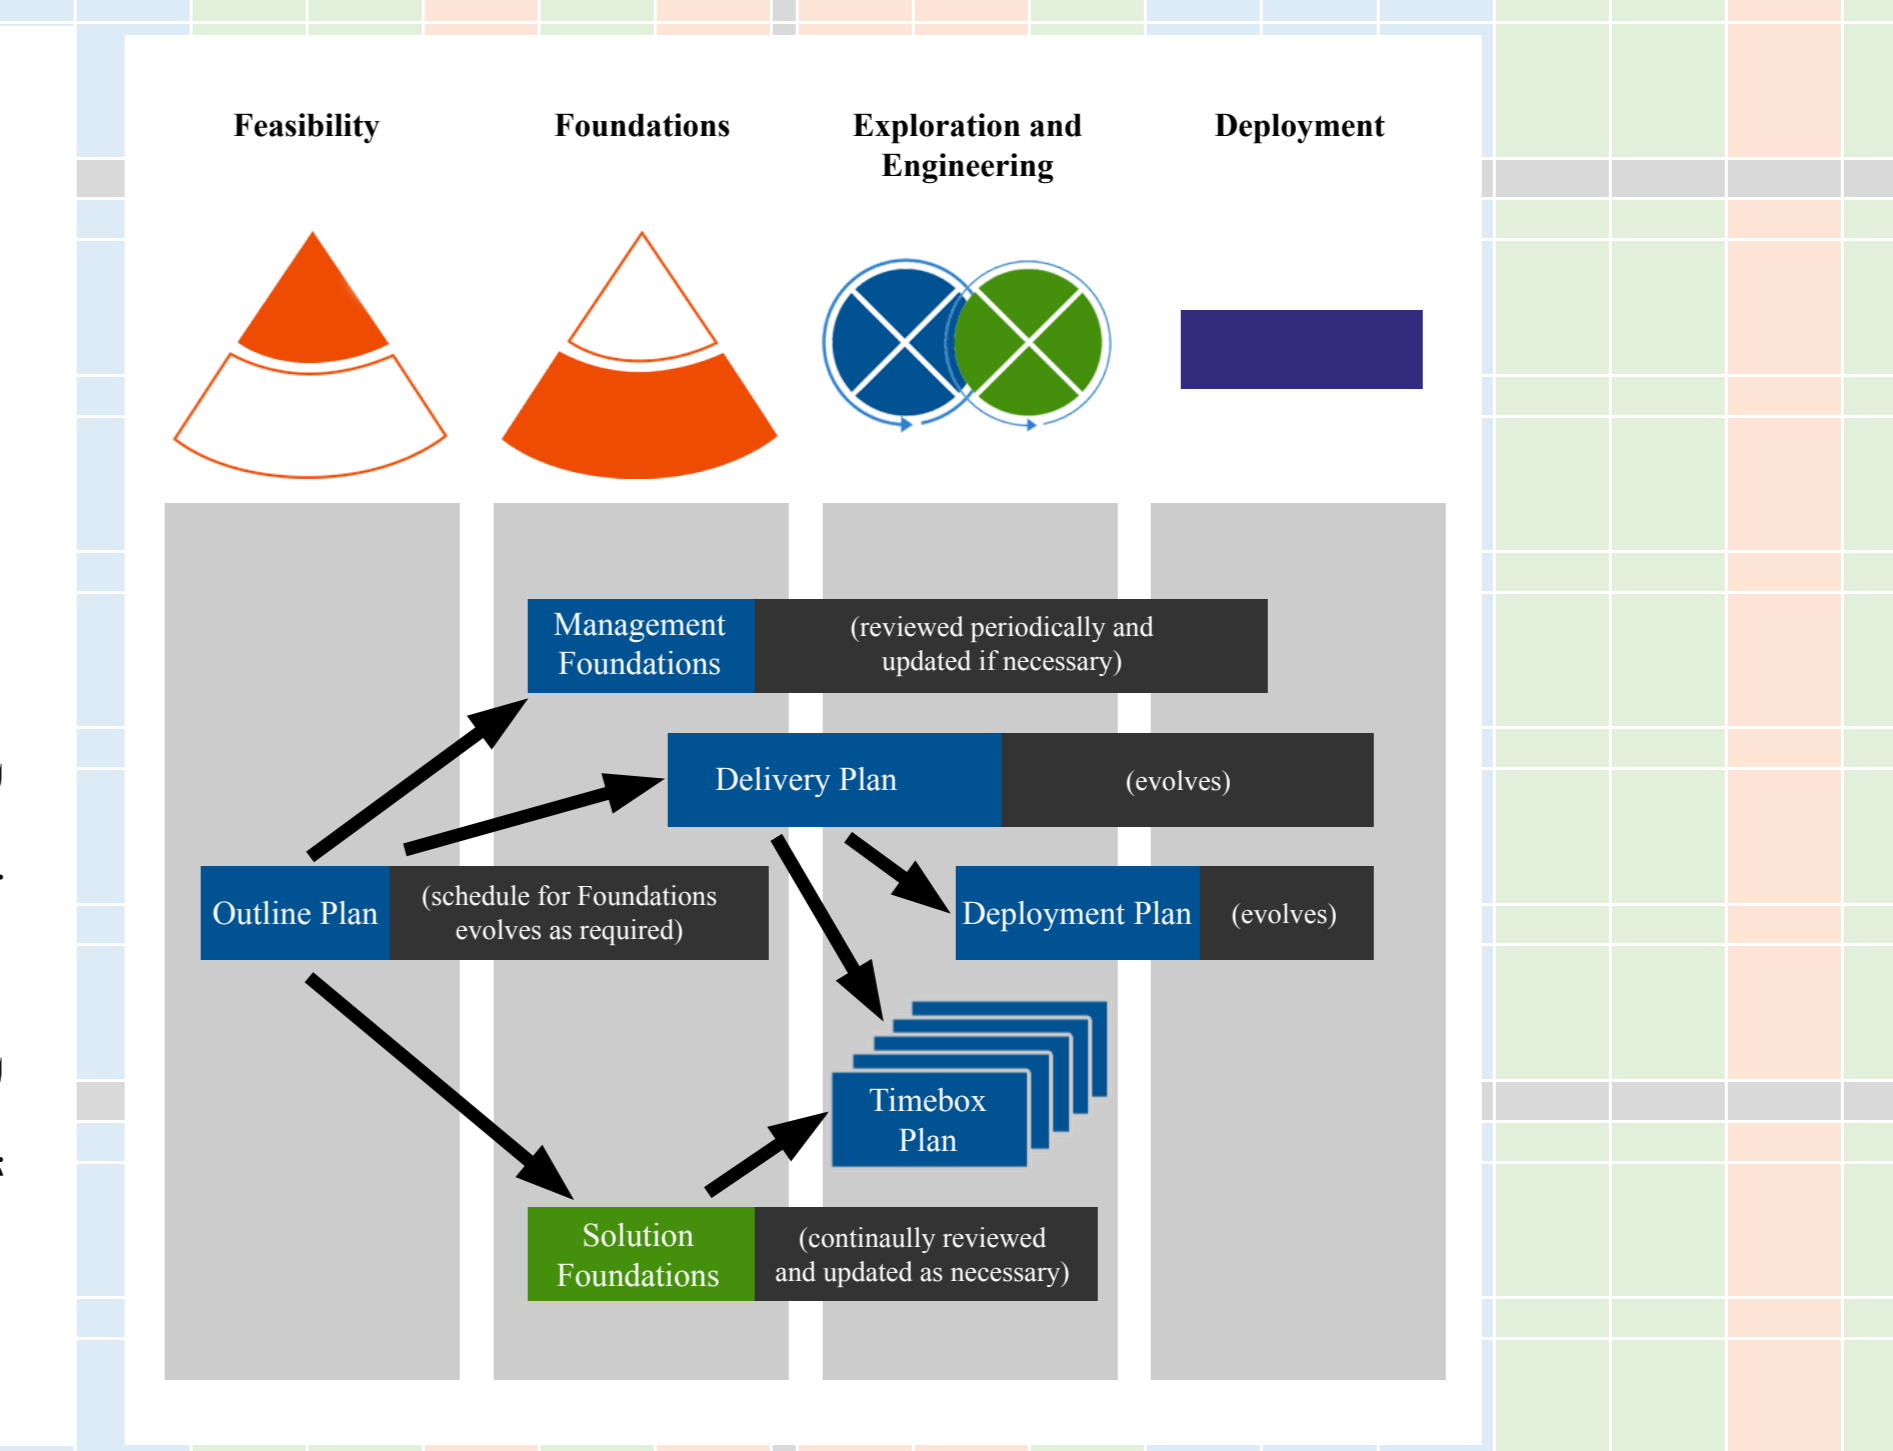 Feasibility
Foundations
Exploration and
Engineering
Deployment
Management
Foundations
(reviewed periodically and
updated if necessary)
Delivery Plan
(evolves)
Outline Plan
(schedule for Foundations
evolves as required)
Deployment Plan
(evolves)
Timebox
Plan
Solution
Foundations
(continaully reviewed
and updated as necessary)